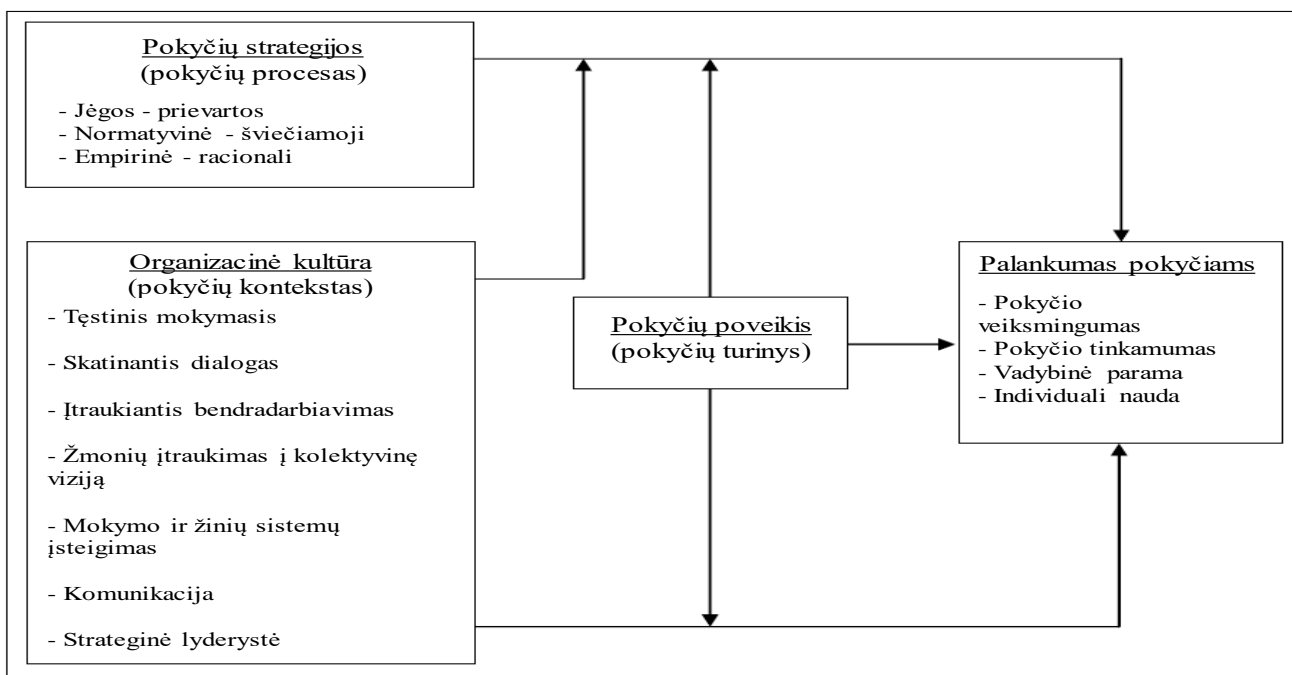 Pokyčių strategijos
(pokyčių procesas)
- Jėgos - prievartos
- Normatyvinė - šviečiamoji
- Empirinė - racionali
Organizacinė kultūra
(pokyčių kontekstas)
- Tęstinis mokymasis
- Skatinantis dialogas
- Įtraukiantis bendradarbiavimas
- Žmonių įtraukimas į kolektyvinę
viziją
- Mokymo ir žinių sistemų
įsteigimas
- Komunikacija
- Strateginė lyderystė
Pokyčių poveikis
(pokyčių turinys)
Palankumas pokyčiams
- Pokyčio
veiksmingumas
- Pokyčio tinkamumas
- Vadybinė parama
- Individuali nauda